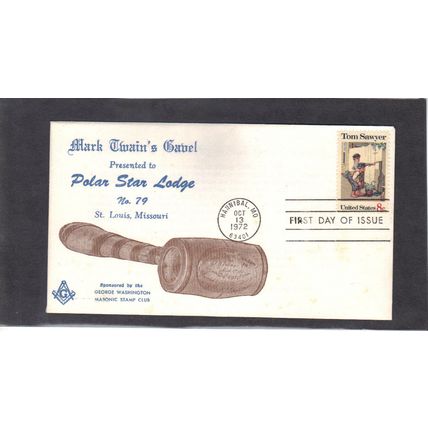 Mark Twain's Gavel
Presented to
Polar Star Lodge
No. 79
St. Louis, Missouri
Sponsored by the
GEORGE WASHINGTON
MASONIC STAMP CLUB
G
HANNIBAL, MO
OCT
13
1972
63401
Tom Sawyer
United States 8c
FIRST DAY OF ISSUE